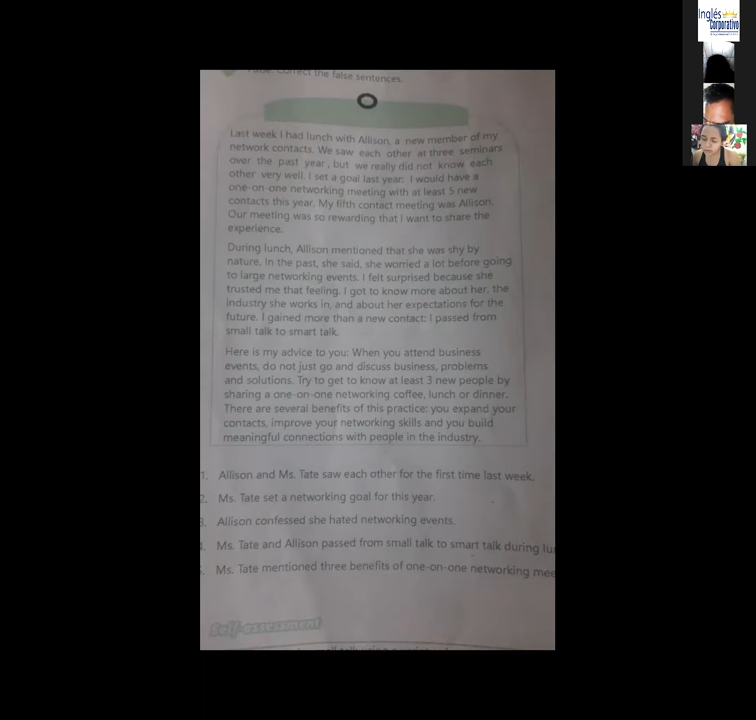 Correct the false sentences.
Last week I had lunch with Allison, a new member of my
network contacts. We saw each other at three seminars
over the past year, but we really did not know each
other very well. I set a goal last year: I would have a
one-on-one networking meeting with at least 5 new
contacts this year. My fifth contact meeting was Allison.
Our meeting was so rewarding that I want to share the
experience.
During lunch, Allison mentioned that she was shy by
nature. In the past, she said, she worried a lot before going
to large networking events. I felt surprised because she
trusted me that feeling. I got to know more about her, the
industry she works in, and about her expectations for the
future. I gained more than a new contact: I passed from
small talk to smart talk.
Here is my advice to you: When you attend business
events, do not just go and discuss business, problems
and solutions. Try to get to know at least 3 new people by
sharing a one-on-one networking coffee, lunch or dinner.
There are several benefits of this practice: you expand your
contacts, improve your networking skills and you build
meaningful connections with people in the industry.
1. Allison and Ms. Tate saw each other for the first time last week.
2. Ms. Tate set a networking goal for this year.
3. Allison confessed she hated networking events.
Ms. Tate and Allison passed from small talk to smart talk during lu
Ms. Tate mentioned three benefits of one-on-one networking mee
Self-assessment
Inglés
Corporativo